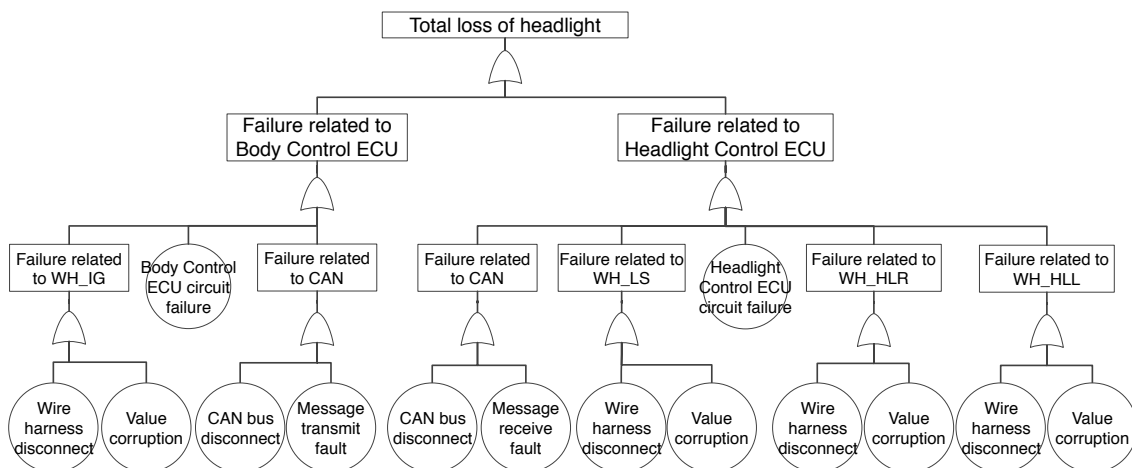 Total loss of headlight
Failure related to
Body Control ECU
Failure related to
Headlight Control ECU
Failure related
to WH_IG
Body Control
ECU circuit
failure
Failure related
to CAN
Failure related
to CAN
Failure related to
WH_LS
Headlight
Control ECU
circuit failure
Failure related to
WH_HLR
Failure related to
WH_HLL
Wire
harness
disconnect
Value
corruption
CAN bus
disconnect
Message
transmit
fault
CAN bus
disconnect
Message
receive
fault
Wire
harness
disconnect
Value
corruption
Wire
harness
disconnect
Value
corruption
Wire
harness
disconnect
Value
corruption